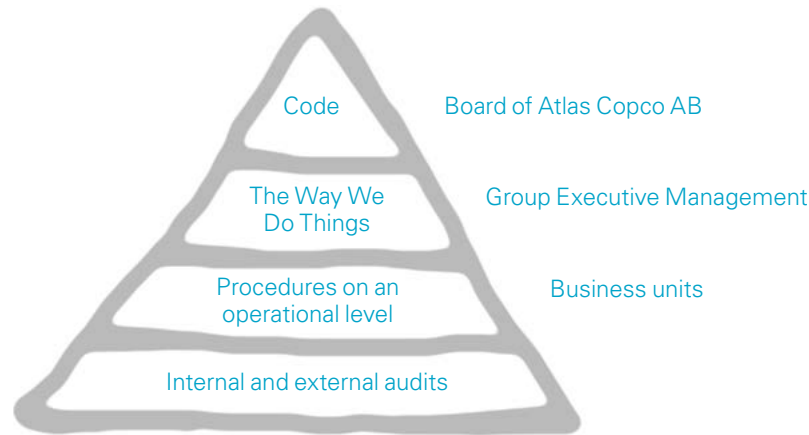 Code
Board of Atlas Copco AB
The Way We
Do Things
Group Executive Management
Procedures on an
operational level
Business units
Internal and external audits